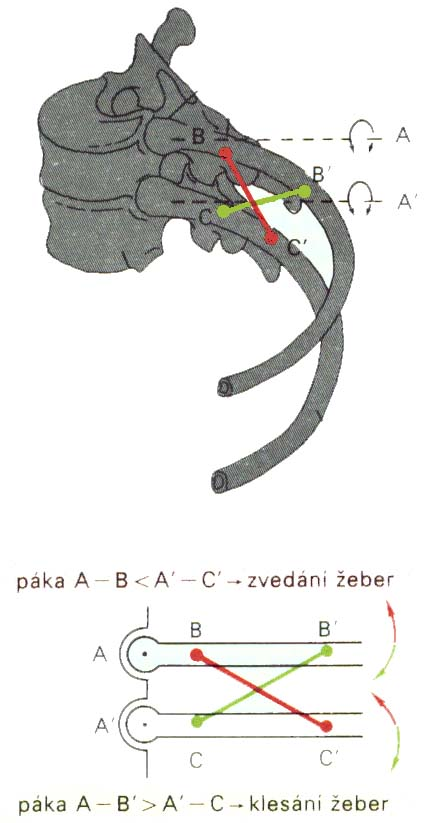 B
A
B′
C
A′
C′
páka A – B < A′ – C′ → zvedání žeber
B
B′
A
A′
C
C′
páka A – B′ > A′ – C → klesání žeber